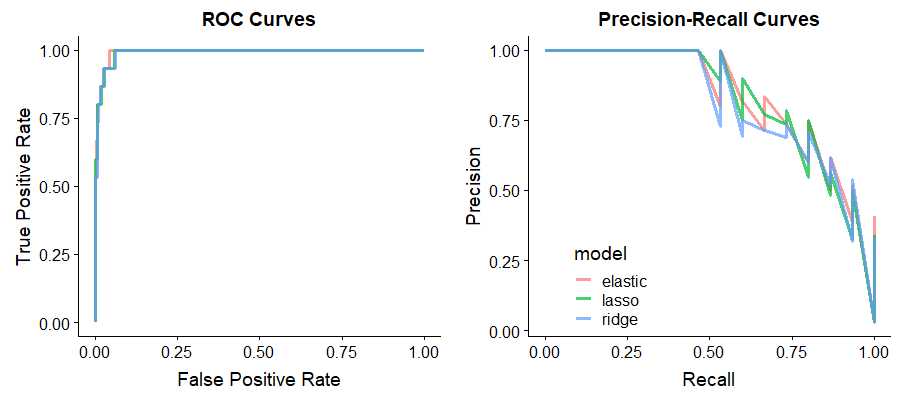 ROC Curves
True Positive Rate
1.00
0.75
0.50
0.25
0.00
0.00 0.25 0.50 0.75 1.00
False Positive Rate
Precision-Recall Curves
Precision
1.00
0.75
0.50
0.25
0.00
model
elastic
lasso
ridge
0.00 0.25 0.50 0.75 1.00
Recall